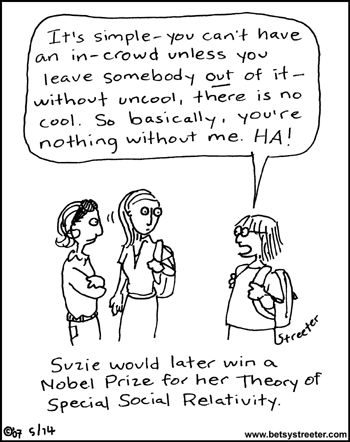 It's simple-you can't have
an in-crowd unless you
leave somebody out of it-
without uncool, there is no
cool. So basically, you're
nothing without me. HA!
Streeter
Suzie would later win a
Nobel Prize for her Theory of
Special Social Relativity.
©07 5/14
www.betsystreeter.com